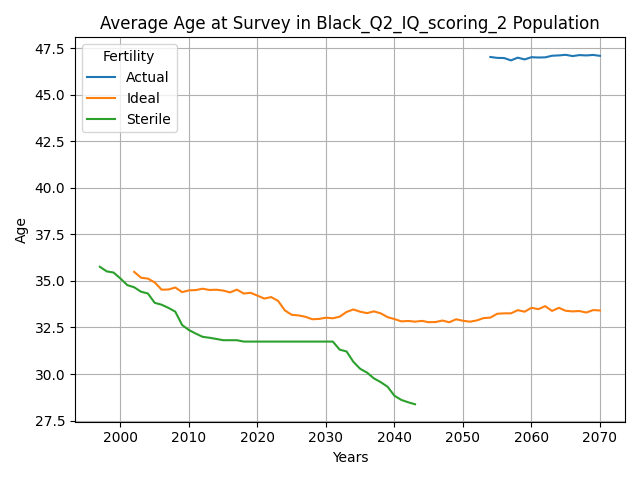 Average Age at Survey in Black_Q2_IQ_scoring_2 Population
Fertility
Actual
Ideal
Sterile
Age
47.5
45.0
42.5
40.0
37.5
35.0
32.5
30.0
27.5
2000 2010 2020 2030 2040 2050 2060 2070
Years